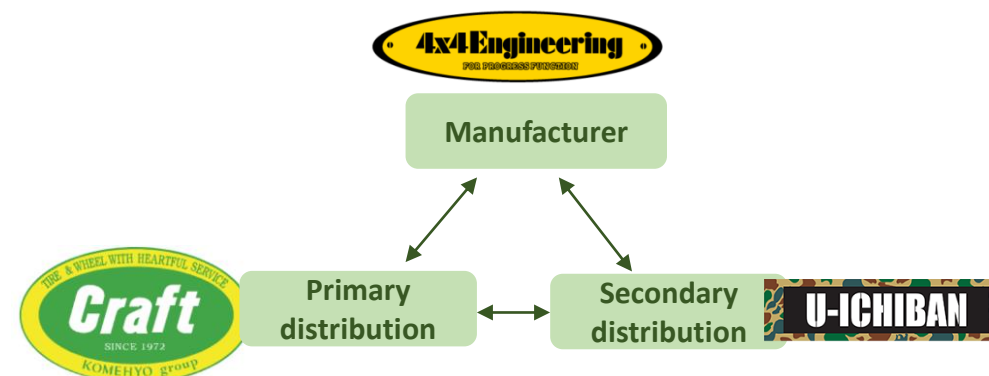 4x4Engineering
FOR PROGRESS FUNCTION
Manufacturer
TIRE & WHEEL WITH HEARTFUL SERVICE
Craft
SINCE 1972
KOMEHYO group
Primary
distribution
Secondary
distribution
U-ICHIBAN